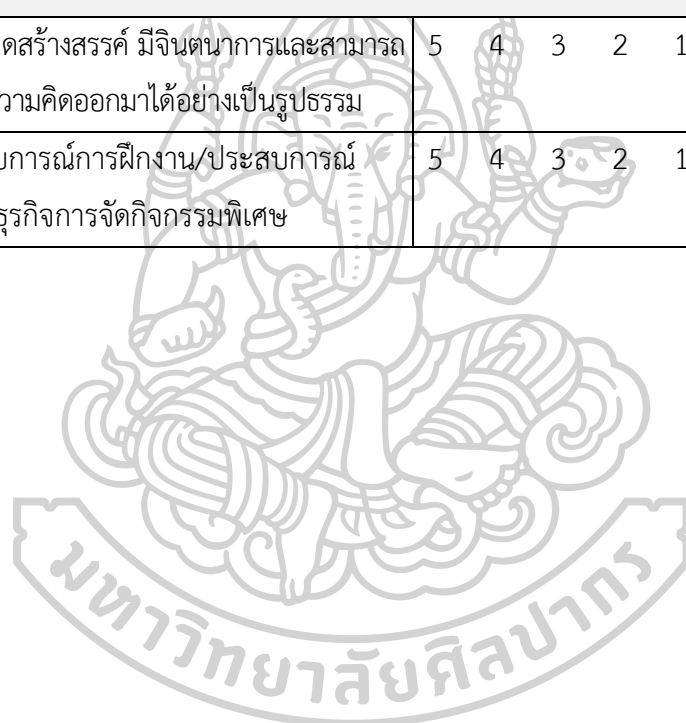 ดสร้างสรรค์ มีจินตนาการและสามารถ 5 4 3 2 1
วามคิดออกมาได้อย่างเป็นรูปธรรม
บการณ์การฝึกงาน/ประสบการณ์ 5 4 3 2 1
ธุรกิจการจัดกิจกรรมพิเศษ
มหาวิทยาลัยศิลปากร